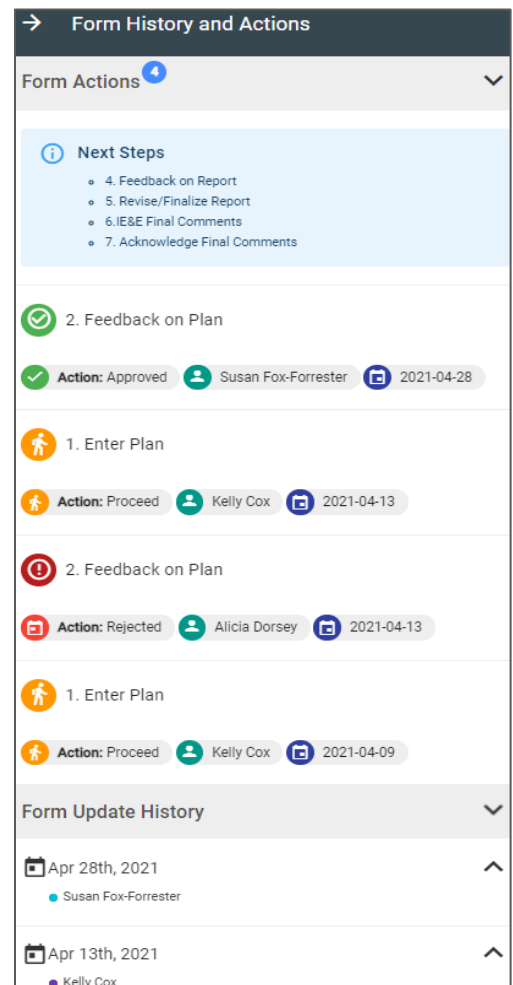 Form History and Actions
Form Actions 4
Next Steps
4. Feedback on Report
5. Revise/Finalize Report
6.IE&E Final Comments
7. Acknowledge Final Comments
2. Feedback on Plan
Action: Approved Susan Fox-Forrester 2021-04-28
1. Enter Plan
Action: Proceed Kelly Cox 2021-04-13
2. Feedback on Plan
Action: Rejected Alicia Dorsey 2021-04-13
1. Enter Plan
Action: Proceed Kelly Cox 2021-04-09
Form Update History
Apr 28th, 2021
Susan Fox-Forrester
Apr 13th, 2021
Kelly Cox